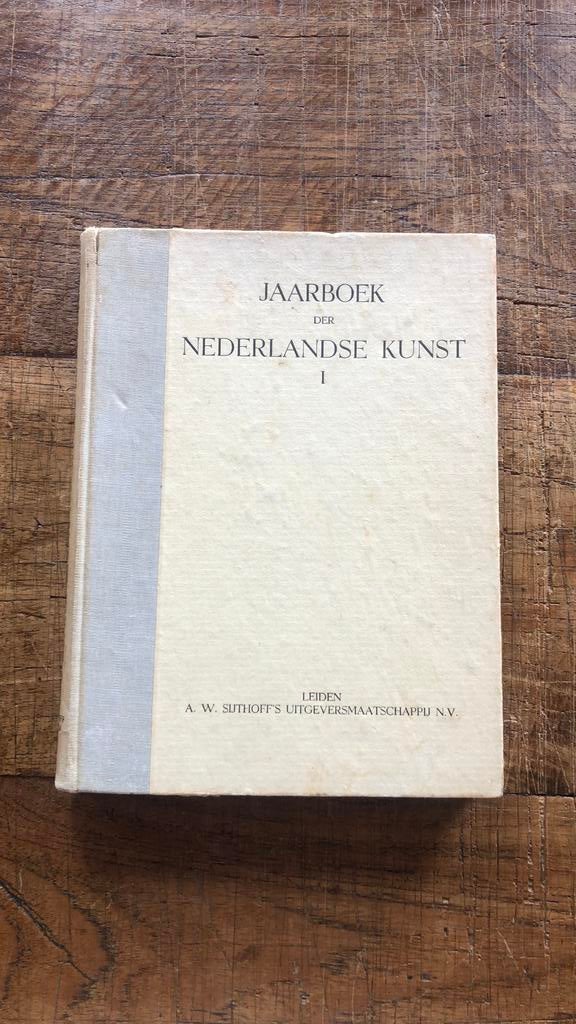 JAARBOEK
DER
NEDERLANDSE KUNST
I
LEIDEN
A. W. SIJTHOFF'S UITGEVERSMAATSCHAPPIJ N.V.